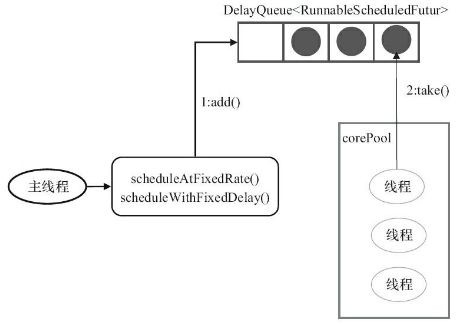 DelayQueue<RunnableScheduledFutur>
1:add()
2:take()
corePool
主线程
scheduleAtFixedRate()
scheduleWithFixedDelay()
线程
线程
线程